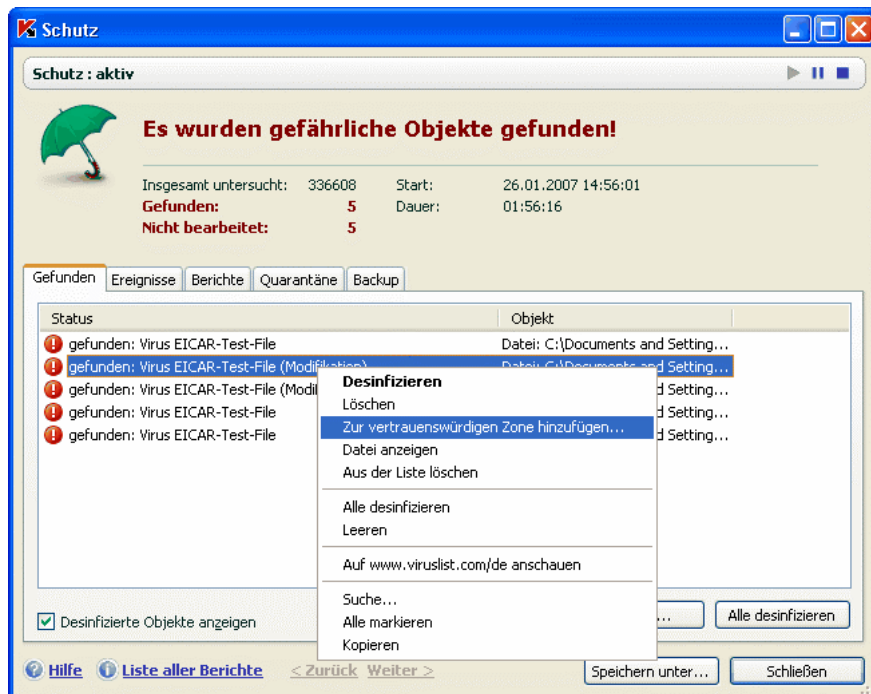 Schutz
Schutz : aktiv
Es wurden gefährliche Objekte gefunden!
Insgesamt untersucht: 336608 Start: 26.01.2007 14:56:01
Gefunden: 5 Dauer: 01:56:16
Nicht bearbeitet: 5
Gefunden Ereignisse Berichte Quarantäne Backup
Status Objekt
gefunden: Virus EICAR-Test-File Datei: C:\Documents and Setting...
gefunden: Virus EICAR-Test-File (Modifikation) Datei: C:\Documents and Setting...
gefunden: Virus EICAR-Test-File (Modif d Setting...
gefunden: Virus EICAR-Test-File d Setting...
gefunden: Virus EICAR-Test-File d Setting...
Desinfizieren
Löschen
Zur vertrauenswürdigen Zone hinzufügen...
Datei anzeigen
Aus der Liste löschen
Alle desinfizieren
Leeren
Auf www.viruslist.com/de anschauen
Suche...
Alle markieren
Kopieren
Desinfizierte Objekte anzeigen ... Alle desinfizieren
Hilfe Liste aller Berichte < Zurück Weiter > Speichern unter... Schließen